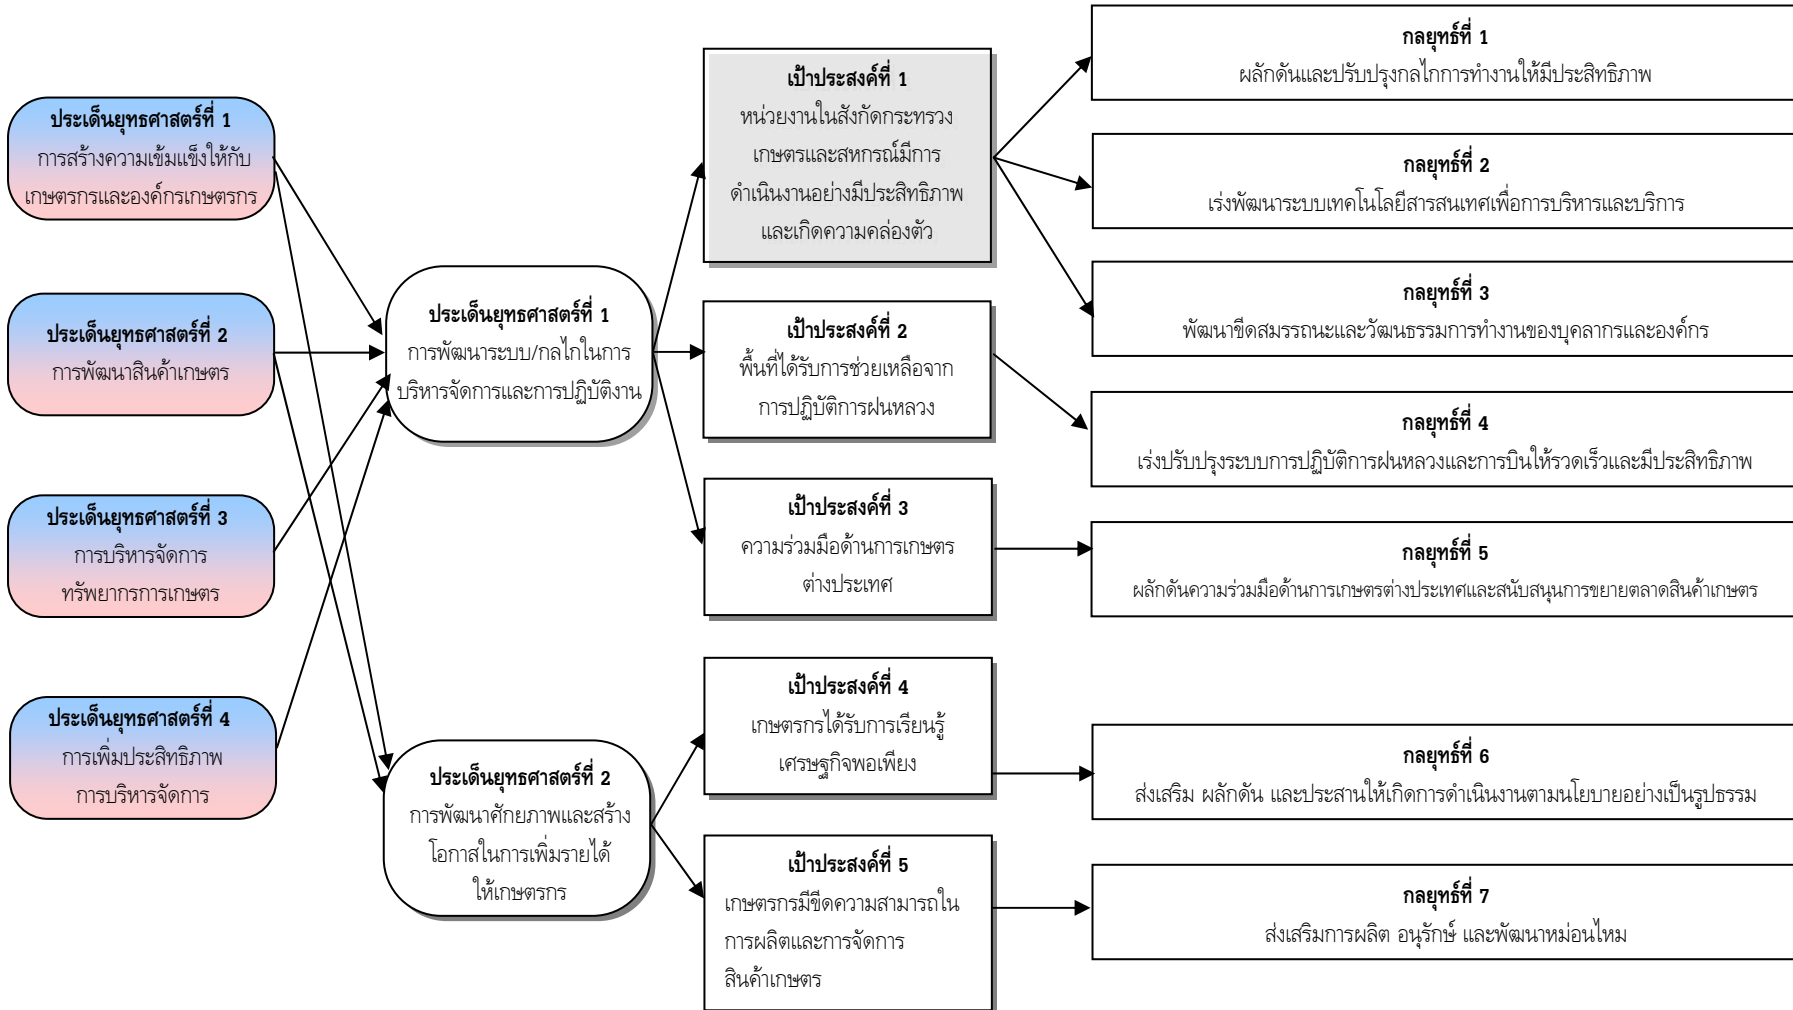 ประเด็นยุทธศาสตร์ที่ 1
การสร้างความเข้มแข็งให้กับ
เกษตรกรและองค์กรเกษตรกร
ประเด็นยุทธศาสตร์ที่ 2
การพัฒนาสินค้าเกษตร
ประเด็นยุทธศาสตร์ที่ 3
การบริหารจัดการ
ทรัพยากรการเกษตร
ประเด็นยุทธศาสตร์ที่ 4
การเพิ่มประสิทธิภาพ
การบริหารจัดการ
ประเด็นยุทธศาสตร์ที่ 1
การพัฒนาระบบ/กลไกในการ
บริหารจัดการและการปฏิบัติงาน
ประเด็นยุทธศาสตร์ที่ 2
การพัฒนาศักยภาพและสร้าง
โอกาสในการเพิ่มรายได้
ให้เกษตรกร
เป้าประสงค์ที่ 1
หน่วยงานในสังกัดกระทรวง
เกษตรและสหกรณ์มีการ
ดำเนินงานอย่างมีประสิทธิภาพ
และเกิดความคล่องตัว
เป้าประสงค์ที่ 2
พื้นที่ได้รับการช่วยเหลือจาก
การปฏิบัติการฝนหลวง
เป้าประสงค์ที่ 3
ความร่วมมือด้านการเกษตร
ต่างประเทศ
เป้าประสงค์ที่ 4
เกษตรกรได้รับการเรียนรู้
เศรษฐกิจพอเพียง
เป้าประสงค์ที่ 5
เกษตรกรมีขีดความสามารถใน
การผลิตและการจัดการ
สินค้าเกษตร
กลยุทธ์ที่ 1
ผลักดันและปรับปรุงกลไกการทำงานให้มีประสิทธิภาพ
กลยุทธ์ที่ 2
เร่งพัฒนาระบบเทคโนโลยีสารสนเทศเพื่อการบริหารและบริการ
กลยุทธ์ที่ 3
พัฒนาขีดสมรรถนะและวัฒนธรรมการทำงานของบุคลากรและองค์กร
กลยุทธ์ที่ 4
เร่งปรับปรุงระบบการปฏิบัติการฝนหลวงและการบินให้รวดเร็วและมีประสิทธิภาพ
กลยุทธ์ที่ 5
ผลักดันความร่วมมือด้านการเกษตรต่างประเทศและสนับสนุนการขยายตลาดสินค้าเกษตร
กลยุทธ์ที่ 6
ส่งเสริม ผลักดัน และประสานให้เกิดการดำเนินงานตามนโยบายอย่างเป็นรูปธรรม
กลยุทธ์ที่ 7
ส่งเสริมการผลิต อนุรักษ์ และพัฒนาหม่อนไหม